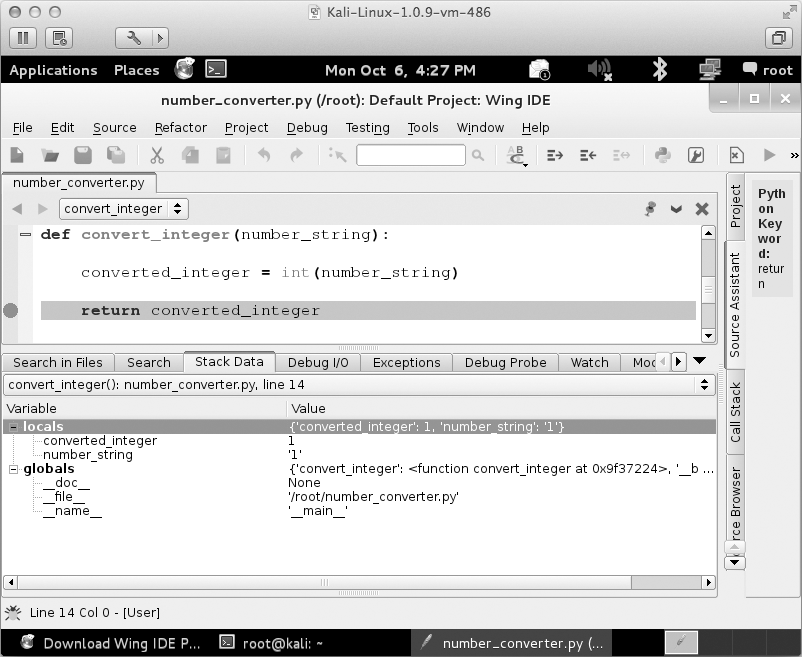 Kali-Linux-1.0.9-vm-486
Applications Places Mon Oct 6, 4:27 PM 1 root
number_converter.py (/root): Default Project: Wing IDE
File Edit Source Refactor Project Debug Testing Tools Window Help
ABC
number_converter.py
convert_integer
def convert_integer(number_string):
converted_integer = int(number_string)
return converted_integer
Project
Source Assistant
Call Stack
rce Browser
Pyth
on
Key
wor
d:
retur
n
Search in Files Search Stack Data Debug I/O Exceptions Debug Probe Watch Moc
convert_integer(): number_converter.py, line 14
Variable Value
locals {'converted_integer': 1, 'number_string': '1'}
converted_integer 1
number_string '1'
globals {'convert_integer': <function convert_integer at 0x9f37224>, '__b ...
__doc__ None
__file__ '/root/number_converter.py'
__name__ '__main__'
Line 14 Col 0 - [User]
Download Wing IDE P... root@kali: ~ number_converter.py (...